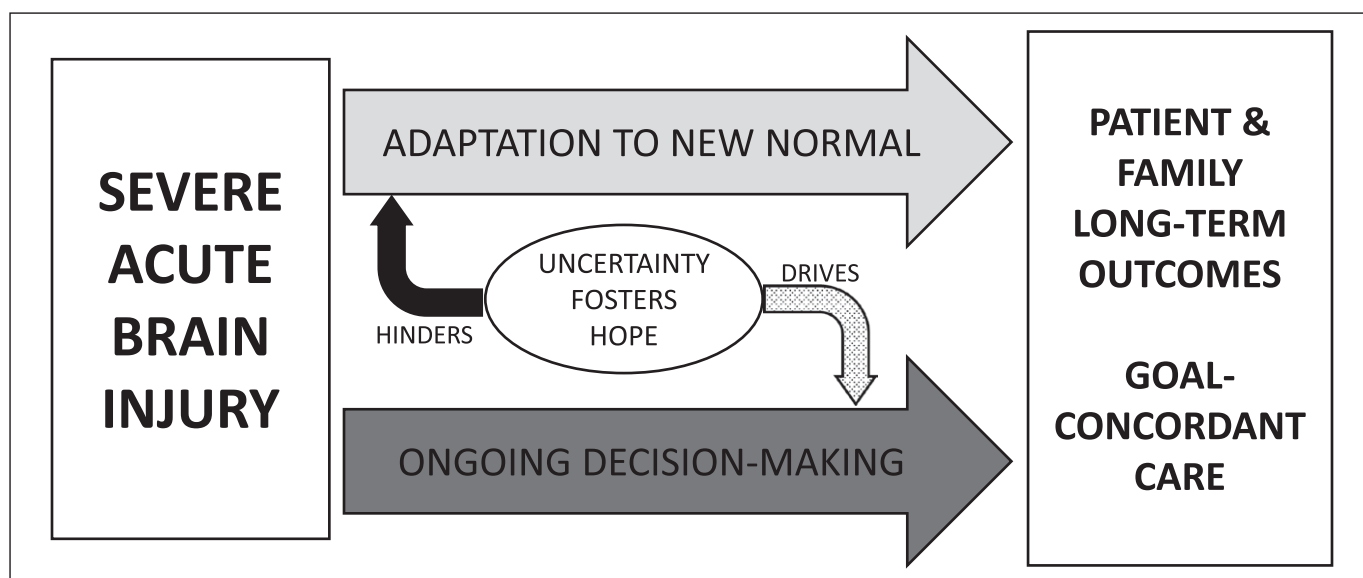 SEVERE
ACUTE
BRAIN
INJURY
ADAPTATION TO NEW NORMAL
HINDERS
UNCERTAINTY
FOSTERS
HOPE
DRIVES
ONGOING DECISION-MAKING
PATIENT &
FAMILY
LONG-TERM
OUTCOMES
GOAL-
CONCORDANT
CARE